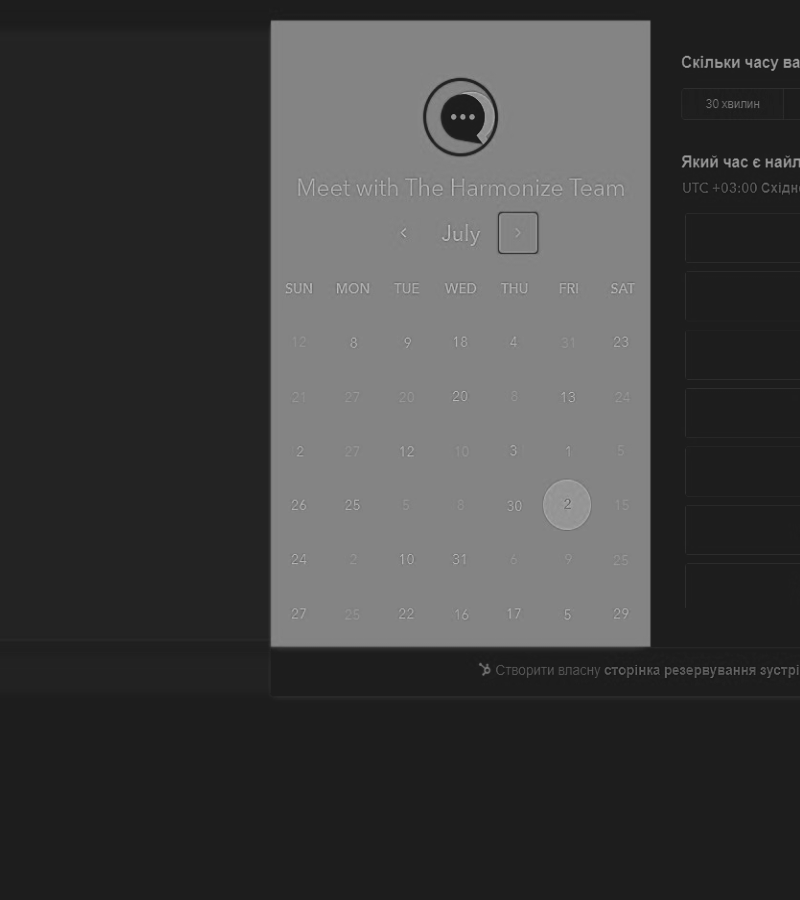 Meet with The Harmonize Team
July
SUN MON TUE WED THU FRI SAT
12 8 9 18 4 31 23
21 27 20 20 8 13 24
2 27 12 10 3 1 5
26 25 5 8 30 2 15
24 2 10 31 6 9 25
27 25 22 16 17 5 29
Скільки часу ва
30 хвилин
Який час є найл
UTC +03:00 Східн
Створити власну сторінка резервування зустрі